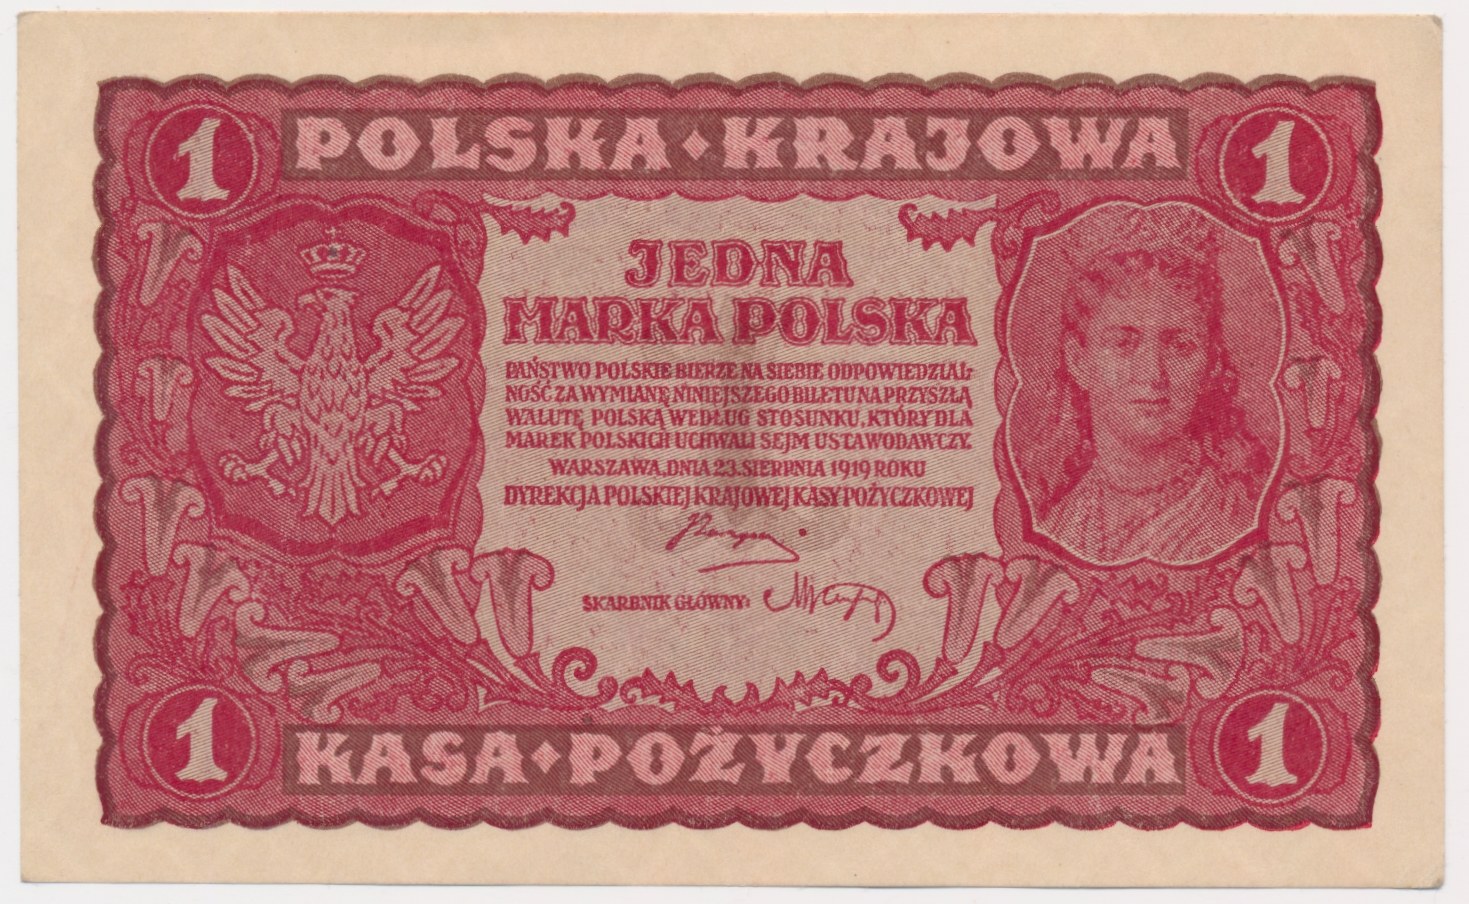 1 POLSKA KRAJOWA 1
JEDNA
MARKA POLSKA
PAŃSTWO POLSKIE BIERZE NA SIEBIE ODPOWIEDZIAL-
NOŚĆ ZA WYMIANĘ NINIEJSZEGO BILETU NA PRZYSZŁĄ
WALUTĘ POLSKĄ WEDŁUG STOSUNKU, KTÓRY DLA
MAREK POLSKICH UCHWALI SEJM USTAWODAWCZY.
WARSZAWA, DNIA 23. SIERPNIA 1919 ROKU
DYREKCJA POLSKIEJ KRAJOWEJ KASY POŻYCZKOWEJ
SKARBNIK GŁÓWNY:
1 KASA POŻYCZKOWA 1